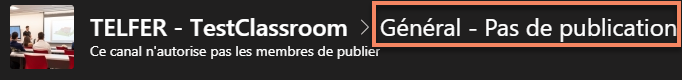 TELFER - TestClassroom > Général - Pas de publication
Ce canal n'autorise pas les membres de publier